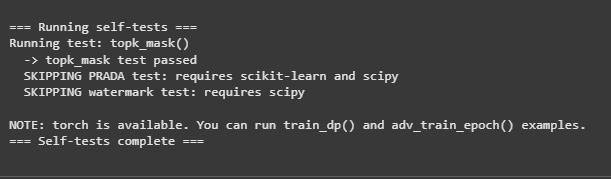 === Running self-tests ===
Running test: topk_mask()
-> topk_mask test passed
SKIPPING PRADA test: requires scikit-learn and scipy
SKIPPING watermark test: requires scipy
NOTE: torch is available. You can run train_dp() and adv_train_epoch() examples.
=== Self-tests complete ===